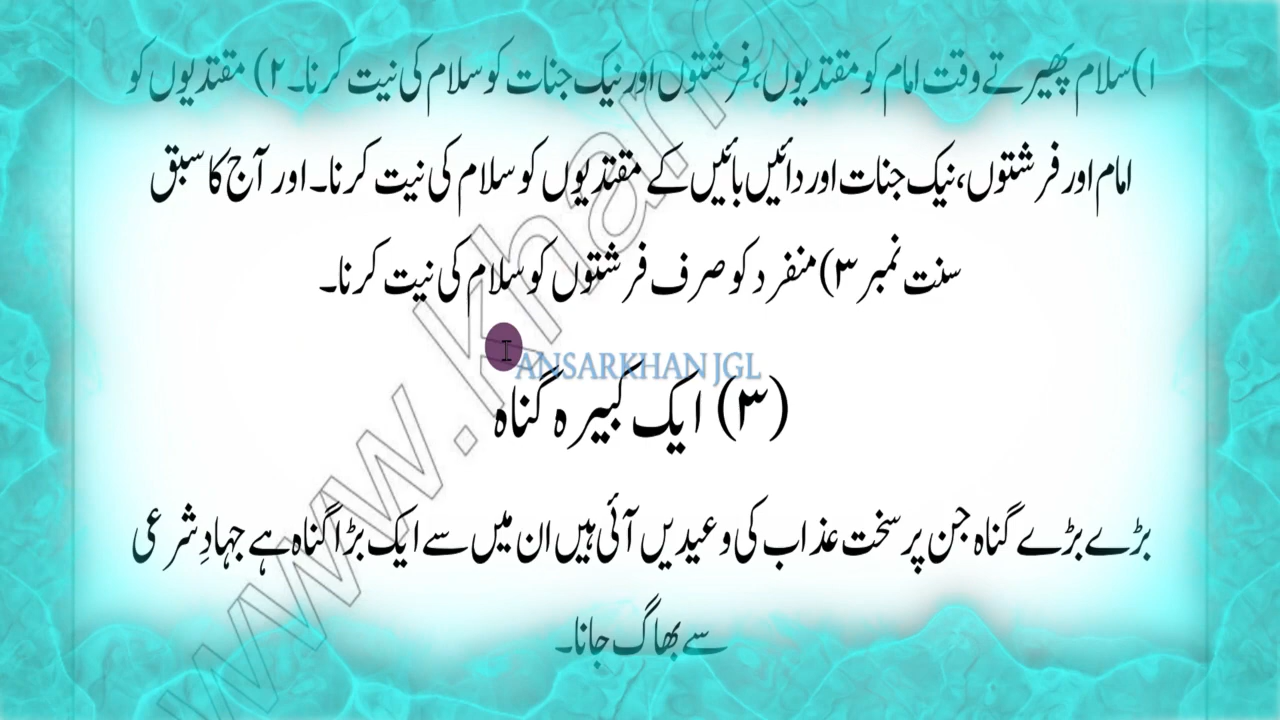 ۱) سلام پھیرتے وقت امام کو مقتدیوں، فرشتوں اور نیک جنات کو سلام کی نیت کرنا۔ ۲) مقتدیوں کو
امام اور فرشتوں، نیک جنات اور دائیں بائیں کے مقتدیوں کو سلام کی نیت کرنا۔ اور آج کا سبق
سنت نمبر ۳) منفرد کو صرف فرشتوں کو سلام کی نیت کرنا۔
ANSARKHAN JGL
(۳) ایک کبیرہ گناہ
بڑے بڑے گناہ جن پر سخت عذاب کی وعیدیں آئی ہیں ان میں سے ایک بڑا گناہ ہے جہادِ شرعی
سے بھاگ جانا۔
www.khan